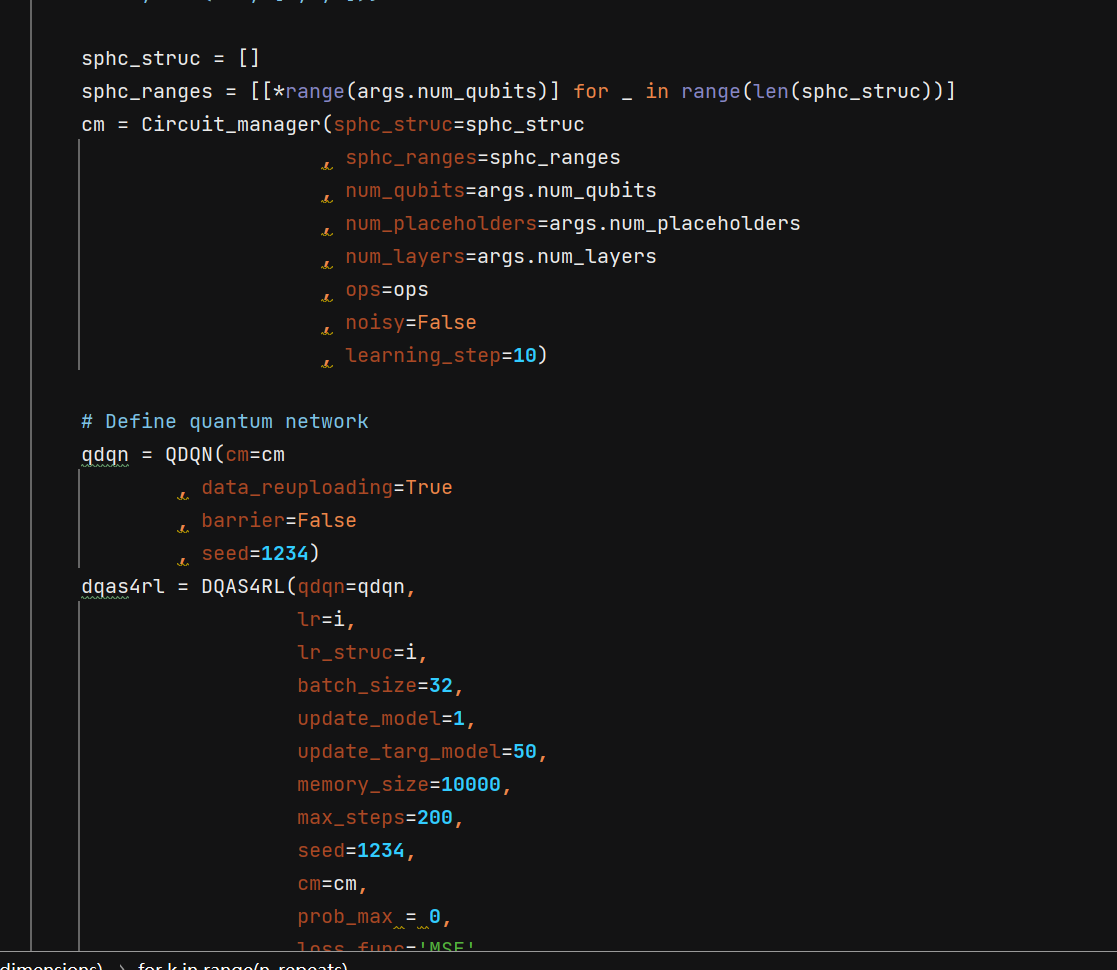 sphc_struc = []
sphc_ranges = [[*range(args.num_qubits)] for _ in range(len(sphc_struc))]
cm = Circuit_manager(sphc_struc=sphc_struc
, sphc_ranges=sphc_ranges
, num_qubits=args.num_qubits
, num_placeholders=args.num_placeholders
, num_layers=args.num_layers
, ops=ops
, noisy=False
, learning_step=10)
# Define quantum network
qdqn = QDQN(cm=cm
, data_reuploading=True
, barrier=False
, seed=1234)
dqas4rl = DQAS4RL(qdqn=qdqn,
lr=i,
lr_struc=i,
batch_size=32,
update_model=1,
update_targ_model=50,
memory_size=10000,
max_steps=200,
seed=1234,
cm=cm,
prob_max = 0,
loss_func='MSE'
dimensions) > for k in range(n_repeats)